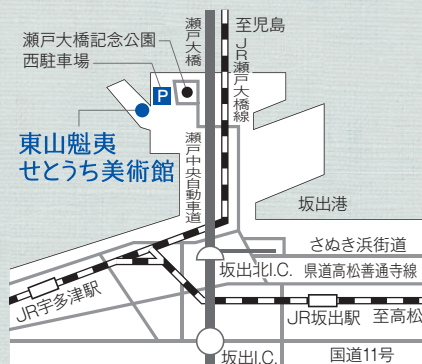 瀬戸大橋記念公園
西駐車場
P
瀬戸大橋
至児島
JR瀬戸大橋線
東山魁夷
せとうち美術館
瀬戸中央自動車道
坂出港
さぬき浜街道
坂出北I.C.
県道高松善通寺線
JR宇多津駅
JR坂出駅
至高松
坂出I.C.
国道11号